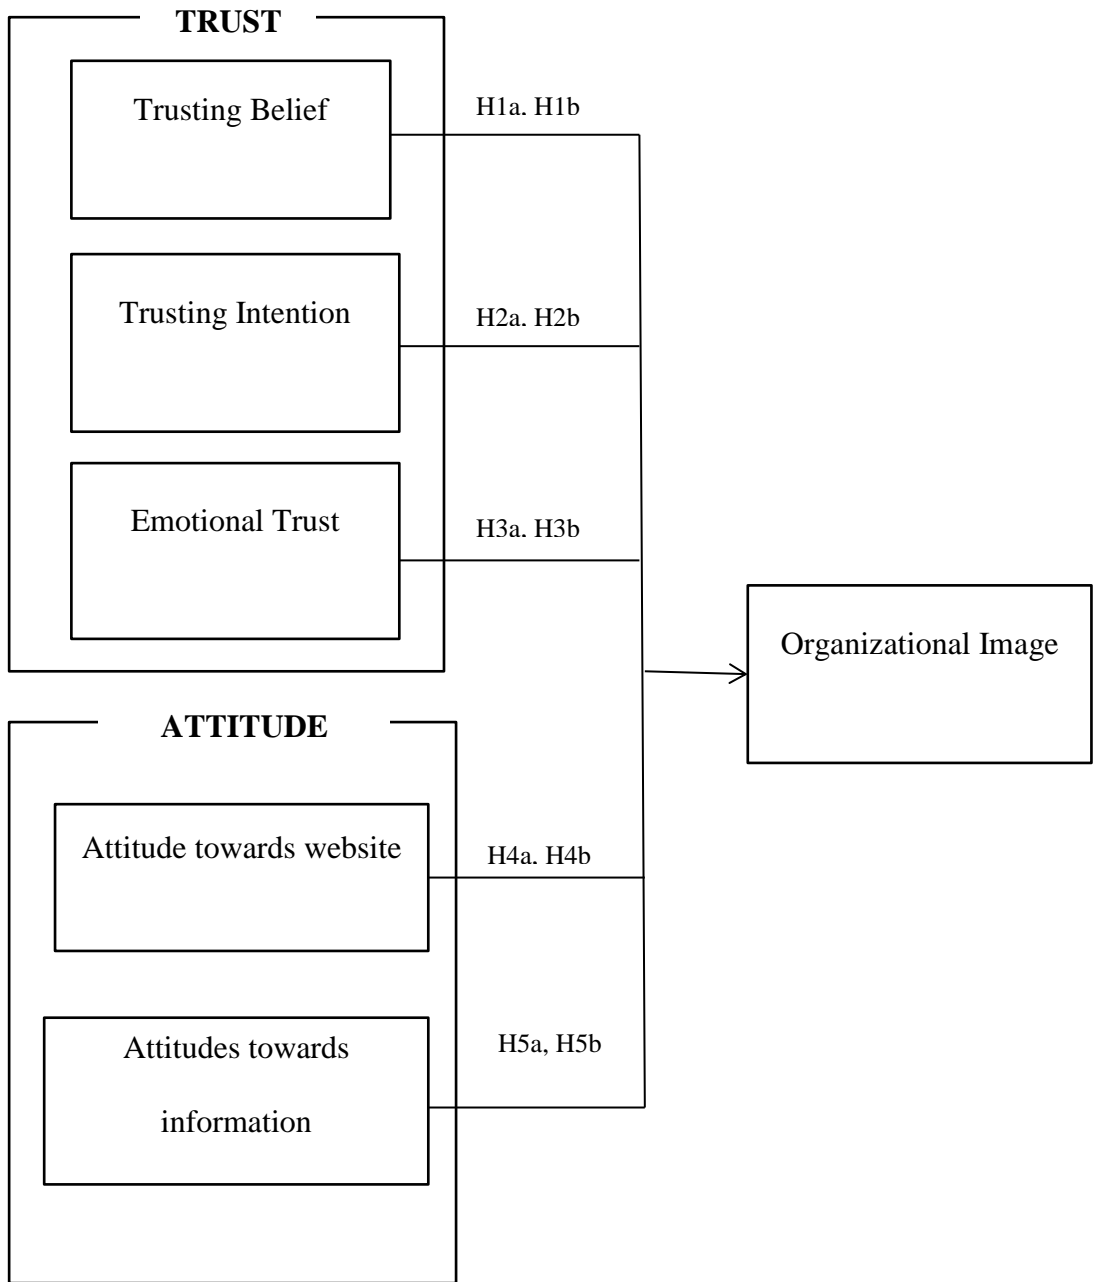 TRUST
Trusting Belief
H1a. H1b
Trusting Intention
H2a. H2b
Emotional Trust
H3a. H3b
Organizational Image
ATTITUDE
Attitude towards website
H4a. H4b
Attitudes towards
information
H5a, H5b